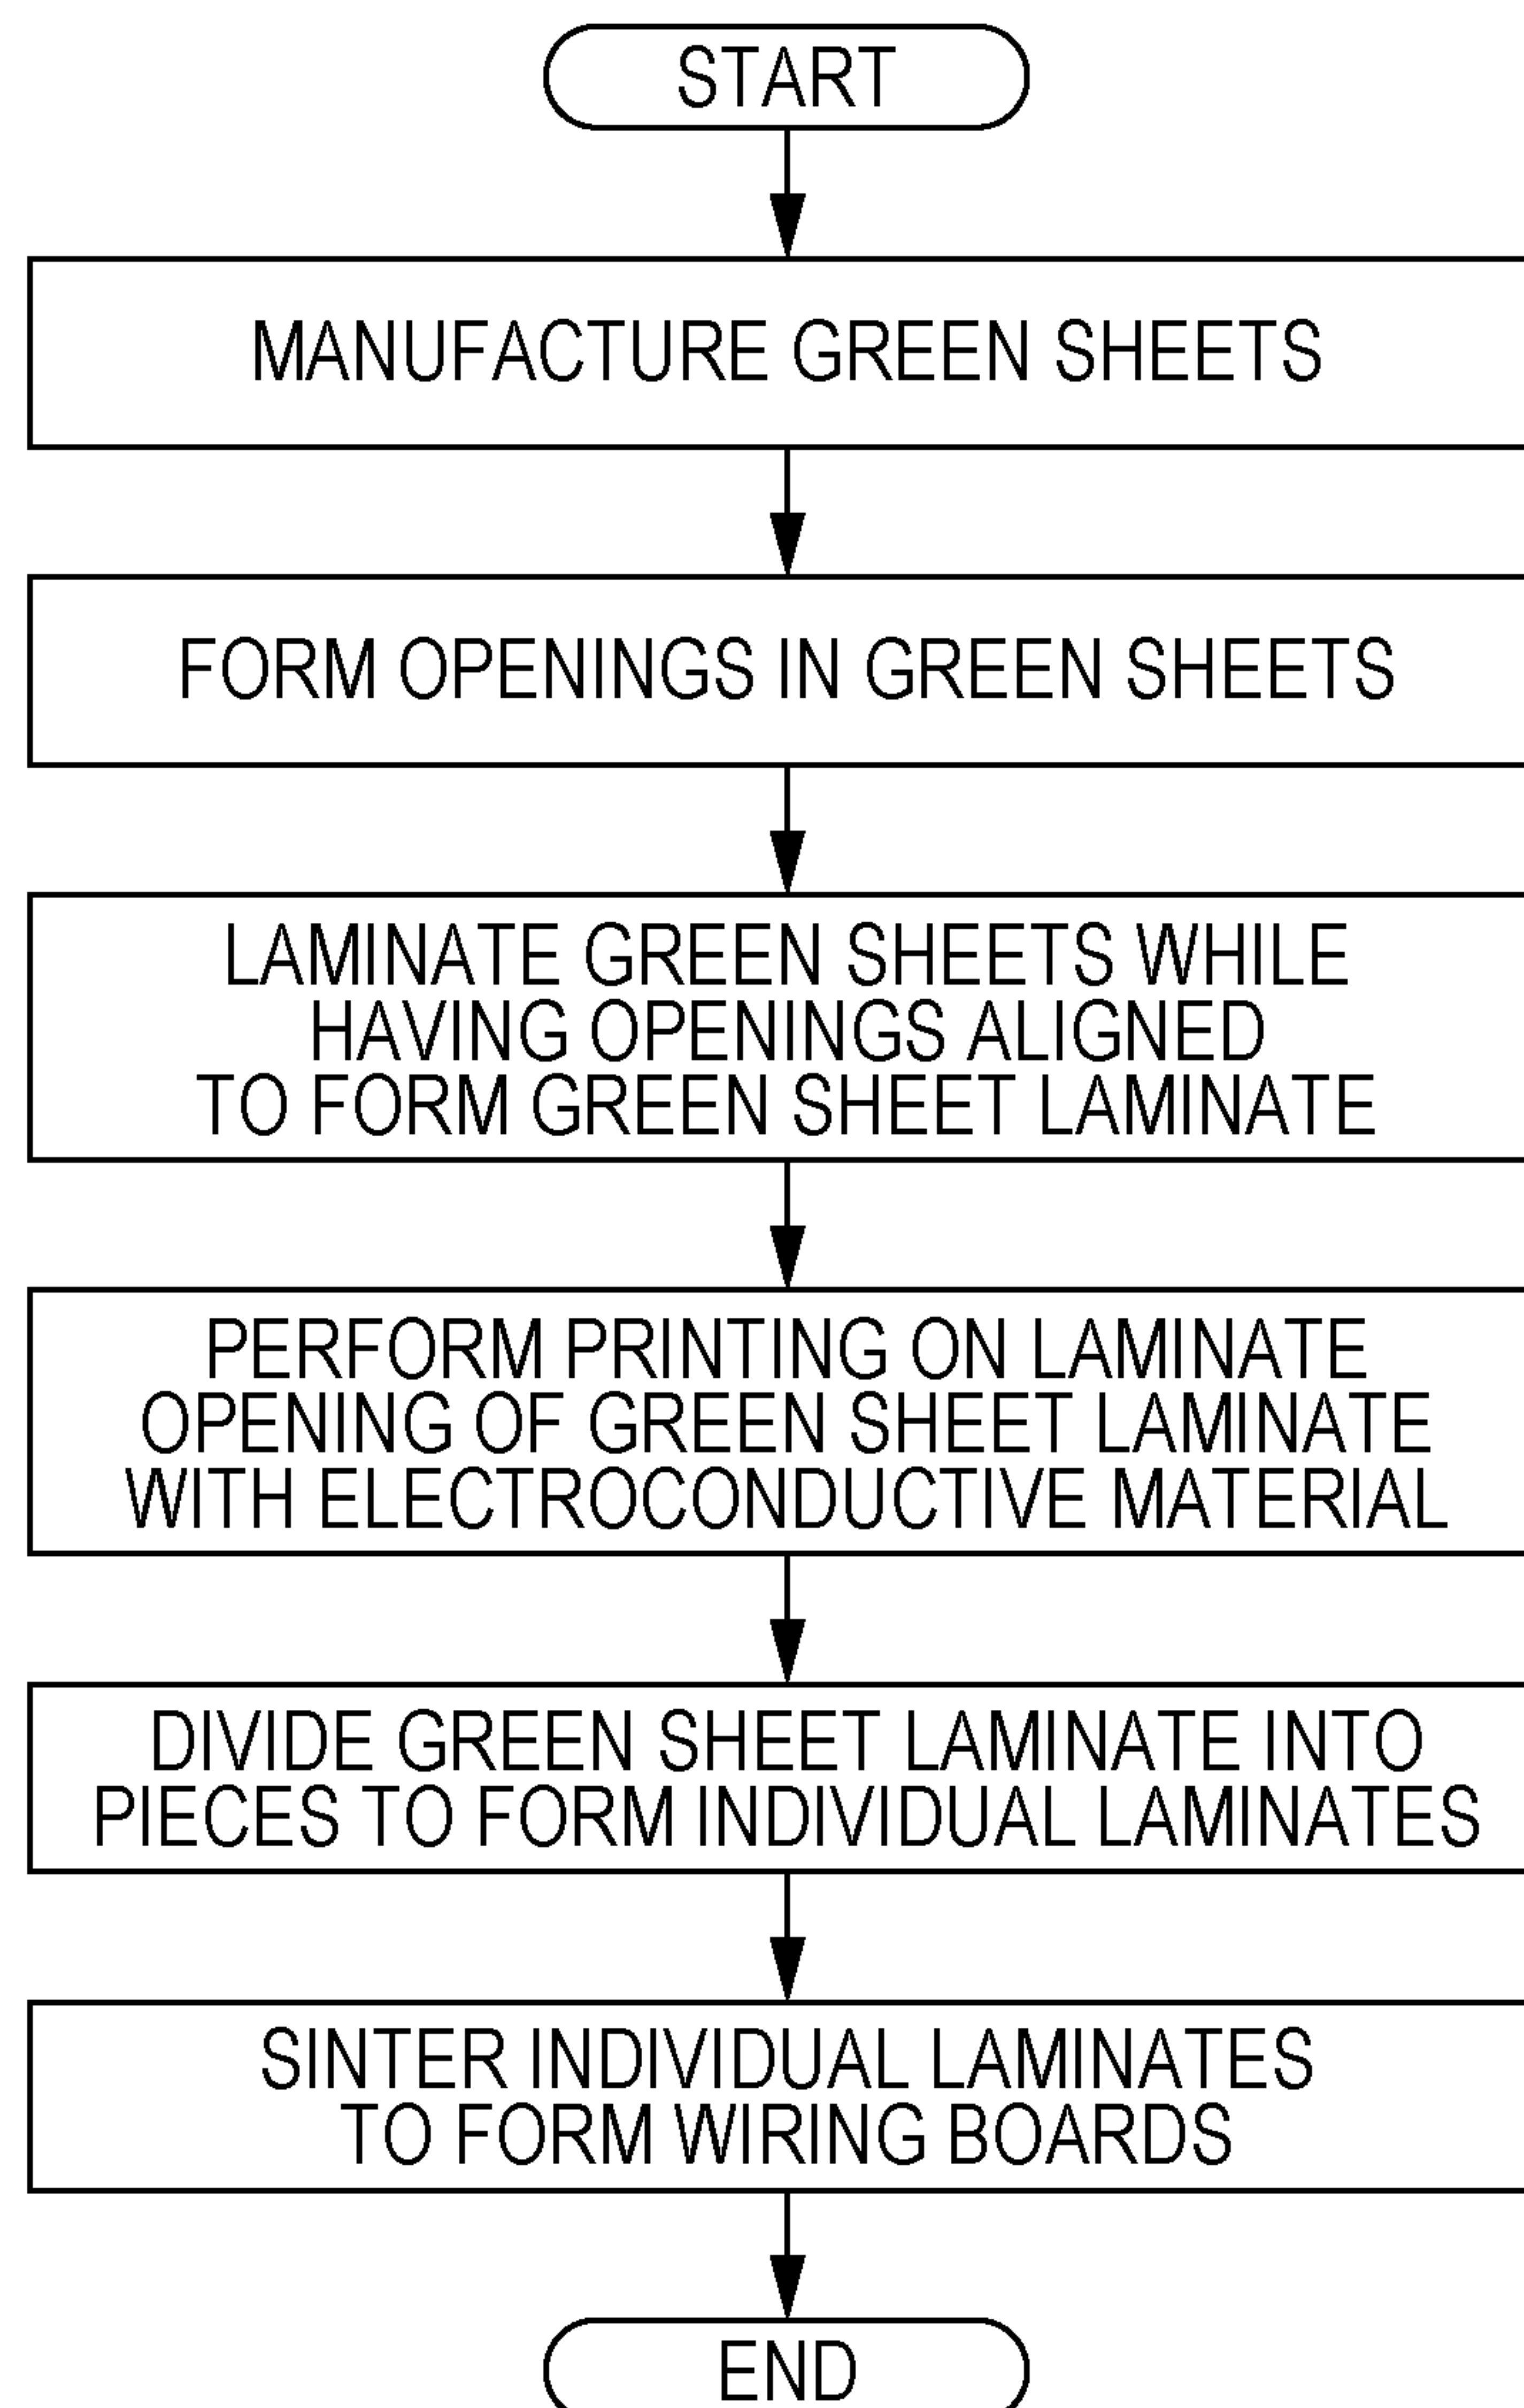 START
MANUFACTURE GREEN SHEETS
FORM OPENINGS IN GREEN SHEETS
LAMINATE GREEN SHEETS WHILE
HAVING OPENINGS ALIGNED
TO FORM GREEN SHEET LAMINATE
PERFORM PRINTING ON LAMINATE
OPENING OF GREEN SHEET LAMINATE
WITH ELECTROCONDUCTIVE MATERIAL
DIVIDE GREEN SHEET LAMINATE INTO
PIECES TO FORM INDIVIDUAL LAMINATES
SINTER INDIVIDUAL LAMINATES
TO FORM WIRING BOARDS
END